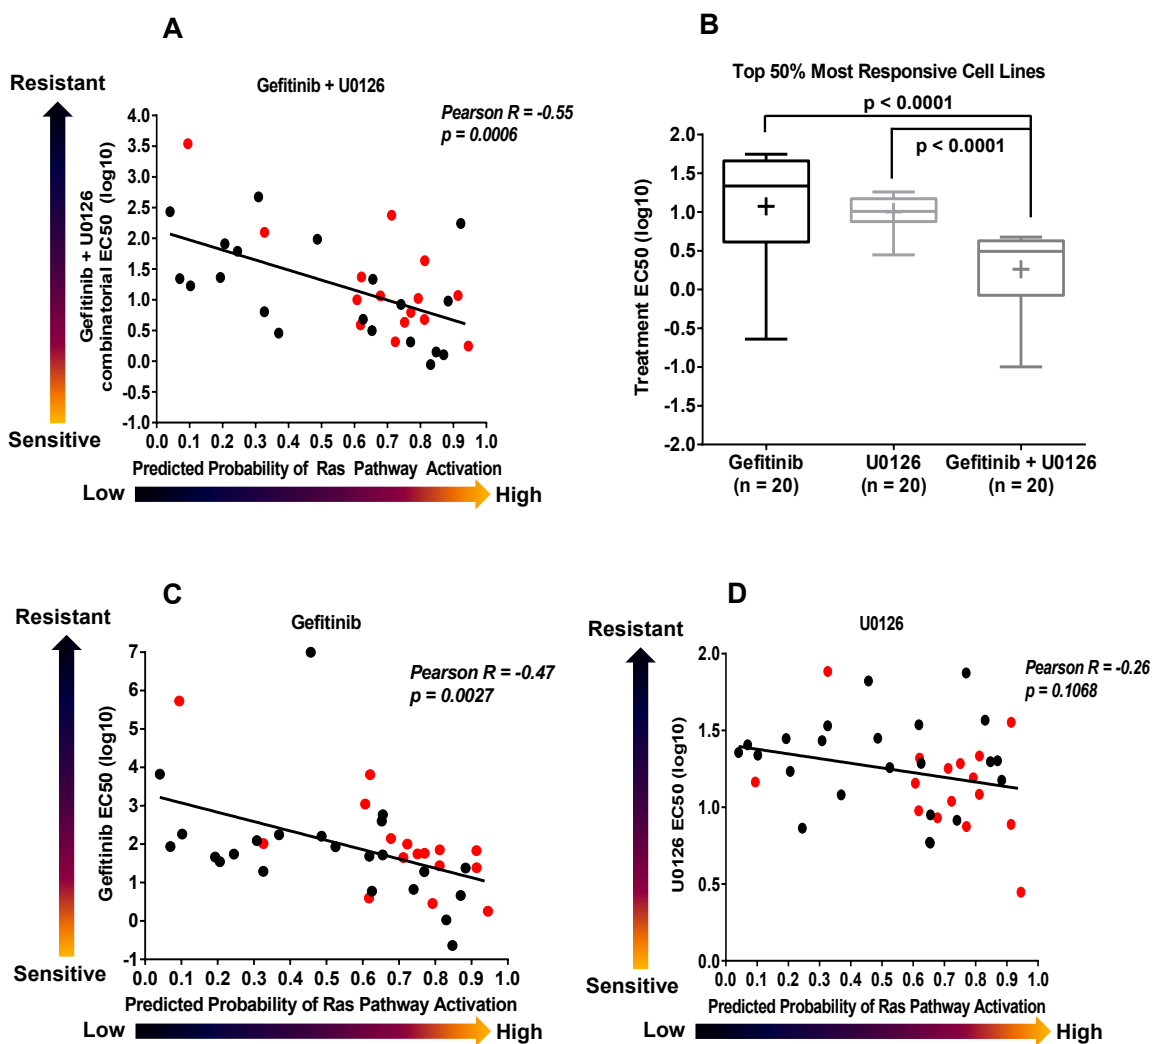 A
Resistant
Gefitinib + U0126
Pearson R = -0.55
p = 0.0006
Gefitinib + U0126
combinatorial EC50 (log10)
4.0
3.5
3.0
2.5
2.0
1.5
1.0
0.5
0.0
-0.5
-1.0
Sensitive
0.0 0.1 0.2 0.3 0.4 0.5 0.6 0.7 0.8 0.9 1.0
Predicted Probability of Ras Pathway Activation
Low High
B
Top 50% Most Responsive Cell Lines
p < 0.0001
p < 0.0001
Treatment EC50 (log10)
2.0
1.5
1.0
0.5
0.0
-0.5
-1.0
-1.5
-2.0
Gefitinib U0126 Gefitinib + U0126
(n = 20) (n = 20) (n = 20)
C
Resistant
Gefitinib
Pearson R = -0.47
p = 0.0027
Gefitinib EC50 (log10)
7
6
5
4
3
2
1
0
-1
Sensitive
0.0 0.1 0.2 0.3 0.4 0.5 0.6 0.7 0.8 0.9 1.0
Predicted Probability of Ras Pathway Activation
Low High
D
Resistant
U0126
Pearson R = -0.26
p = 0.1068
U0126 EC50 (log10)
2.0
1.5
1.0
0.5
0.0
Sensitive
0.0 0.1 0.2 0.3 0.4 0.5 0.6 0.7 0.8 0.9 1.0
Predicted Probability of Ras Pathway Activation
Low High